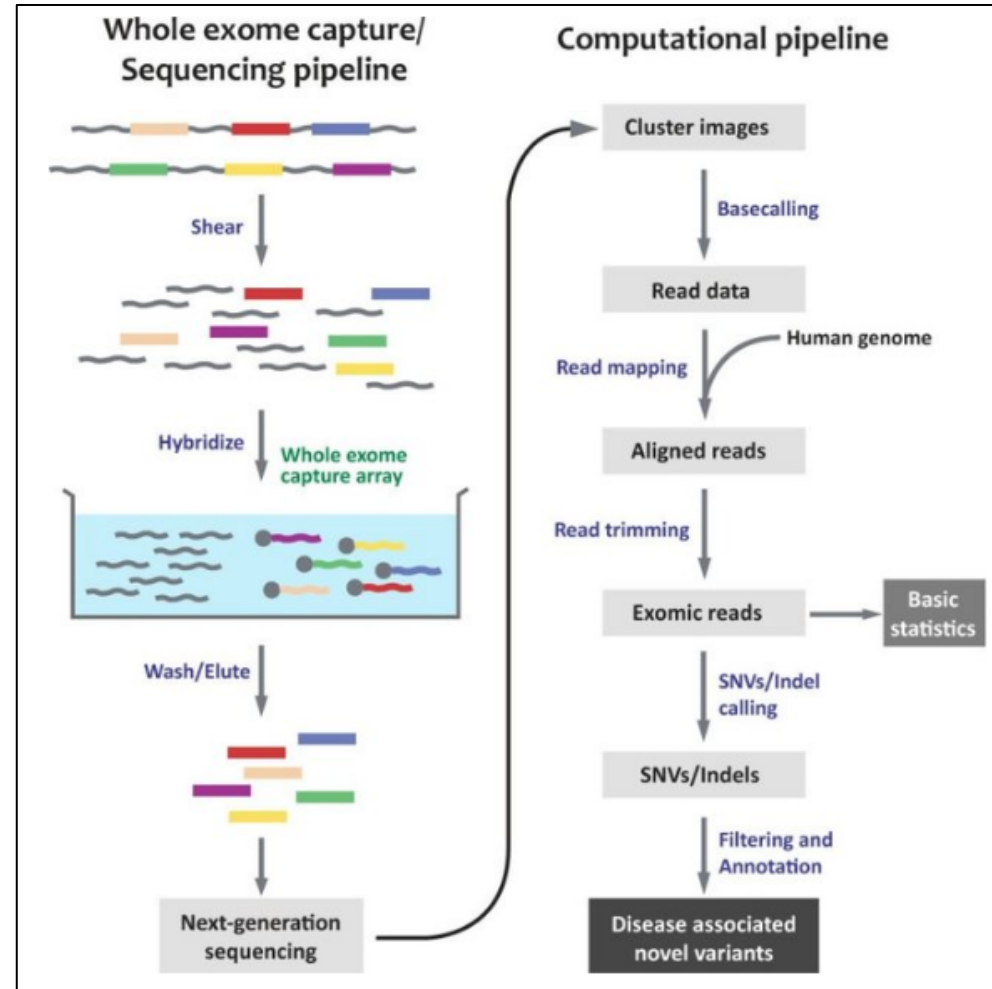 Whole exome capture/
Sequencing pipeline
Shear
Hybridize
Whole exome
capture array
Wash/Elute
Next-generation
sequencing
Computational pipeline
Cluster images
Basecalling
Read data
Human genome
Read mapping
Aligned reads
Read trimming
Exomic reads
Basic
statistics
SNVs/Indel
calling
SNVs/Indels
Filtering and
Annotation
Disease associated
novel variants